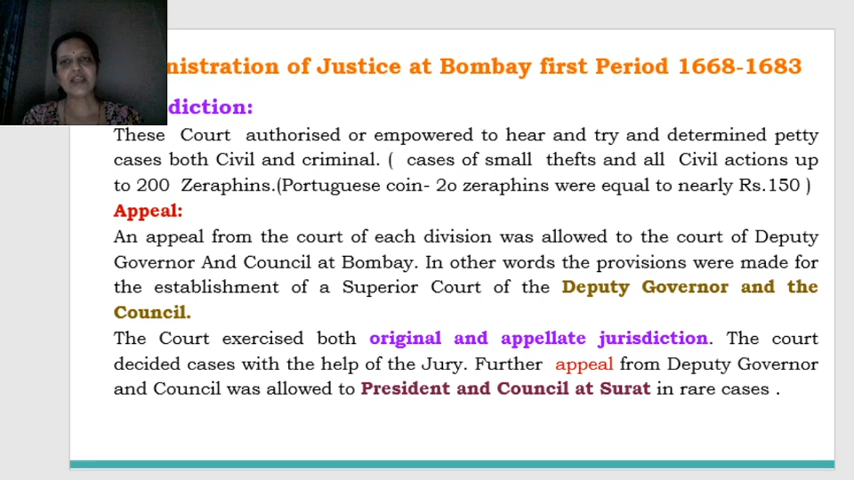 nistration of Justice at Bombay first Period 1668-1683
diction:
These Court authorised or empowered to hear and try and determined petty
cases both Civil and criminal. ( cases of small thefts and all Civil actions up
to 200 Zeraphins.(Portuguese coin- 2o zeraphins were equal to nearly Rs.150 )
Appeal:
An appeal from the court of each division was allowed to the court of Deputy
Governor And Council at Bombay. In other words the provisions were made for
the establishment of a Superior Court of the Deputy Governor and the
Council.
The Court exercised both original and appellate jurisdiction. The court
decided cases with the help of the Jury. Further appeal from Deputy Governor
and Council was allowed to President and Council at Surat in rare cases .